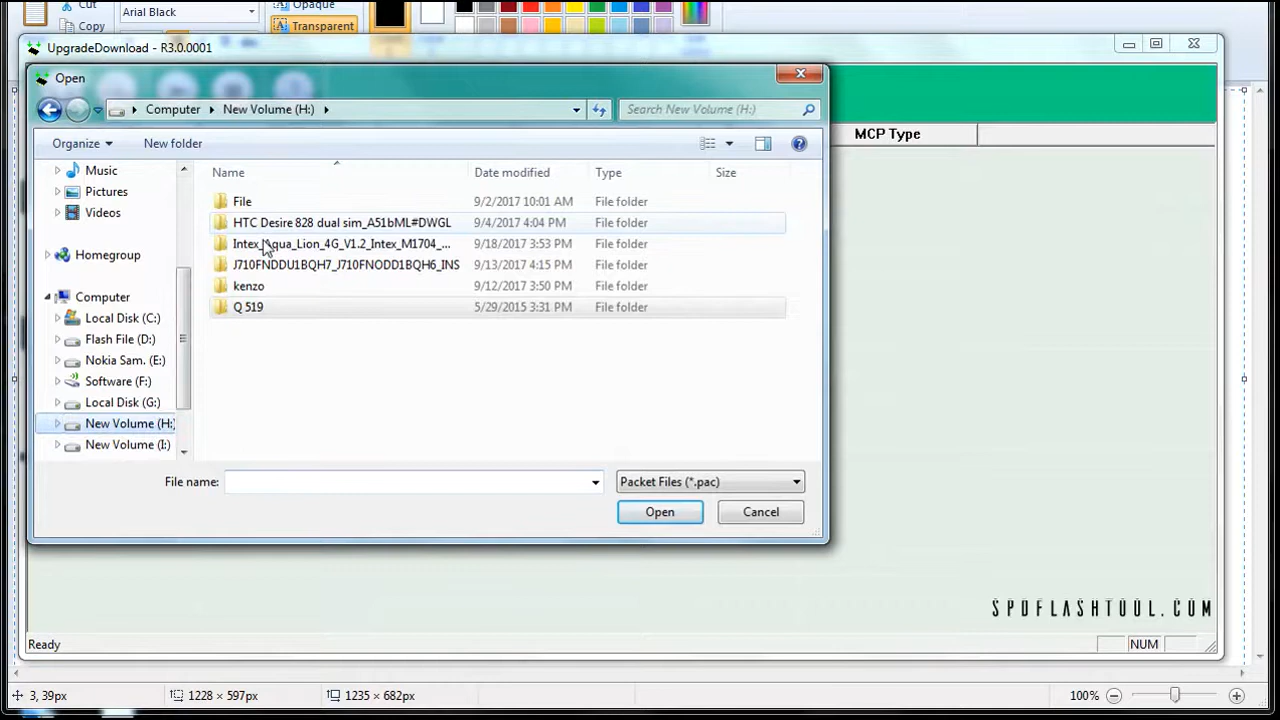 Cut
Arial Black
Opaque
Copy
Transparent
UpgradeDownload - R3.0.0001
Open
Computer
New Volume (H:)
Search New Volume (H:)
Organize
New folder
MCP Type
Name
Date modified
Type
Size
Music
Pictures
Videos
Homegroup
Computer
Local Disk (C:)
Flash File (D:)
Nokia Sam. (E:)
Software (F:)
Local Disk (G:)
New Volume (H:)
New Volume (I:)
File 9/2/2017 10:01 AM File folder
HTC Desire 828 dual sim_A51bML#DWGL 9/4/2017 4:04 PM File folder
Intex_Aqua_Lion_4G_V1.2_Intex_M1704_... 9/18/2017 3:53 PM File folder
J710FNDDU1BQH7_J710FNODD1BQH6_INS 9/13/2017 4:15 PM File folder
kenzo 9/12/2017 3:50 PM File folder
Q 519 5/29/2015 3:31 PM File folder
File name:
Packet Files (*.pac)
Open
Cancel
SPDFLASHTOOL.COM
Ready
NUM
3, 39px
1228 × 597px
1235 × 682px
100%